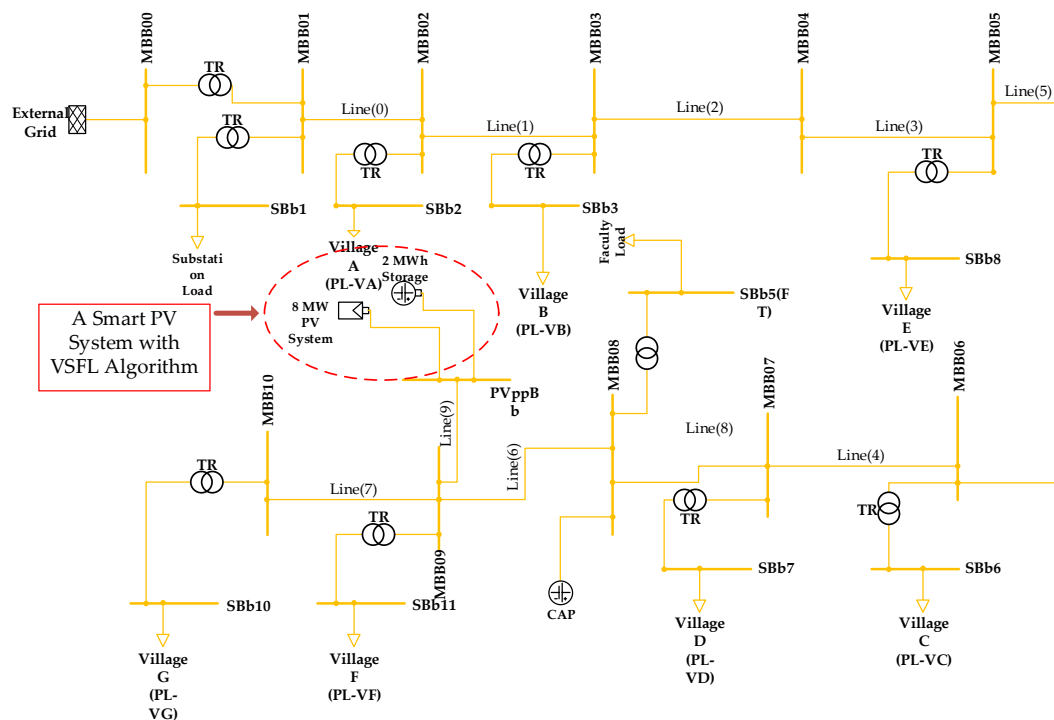 MBB00
MBB01
MBB02
MBB03
MBB04
MBB05
TR
External
Grid
TR
Line(0)
Line(1)
Line(2)
Line(3)
Line(5)
TR
TR
TR
SBb1
SBb2
SBb3
SBb8
Substati
on Load
Village
A
(PL-VA)
Village
B
(PL-VB)
Faculty
Load
SBb5(F
T)
Village
E
(PL-VE)
2 MWh
Storage
8 MW
PV
System
A Smart PV
System with
VSFL Algorithm
PVppB
b
MBB10
Line(9)
Line(6)
MBB08
MBB07
MBB06
Line(8)
Line(4)
TR
Line(7)
TR
MBB09
TR
TR
SBb10
SBb11
CAP
SBb7
SBb6
Village
G
(PL-
VG)
Village
F
(PL-VF)
Village
D
(PL-
VD)
Village
C
(PL-VC)